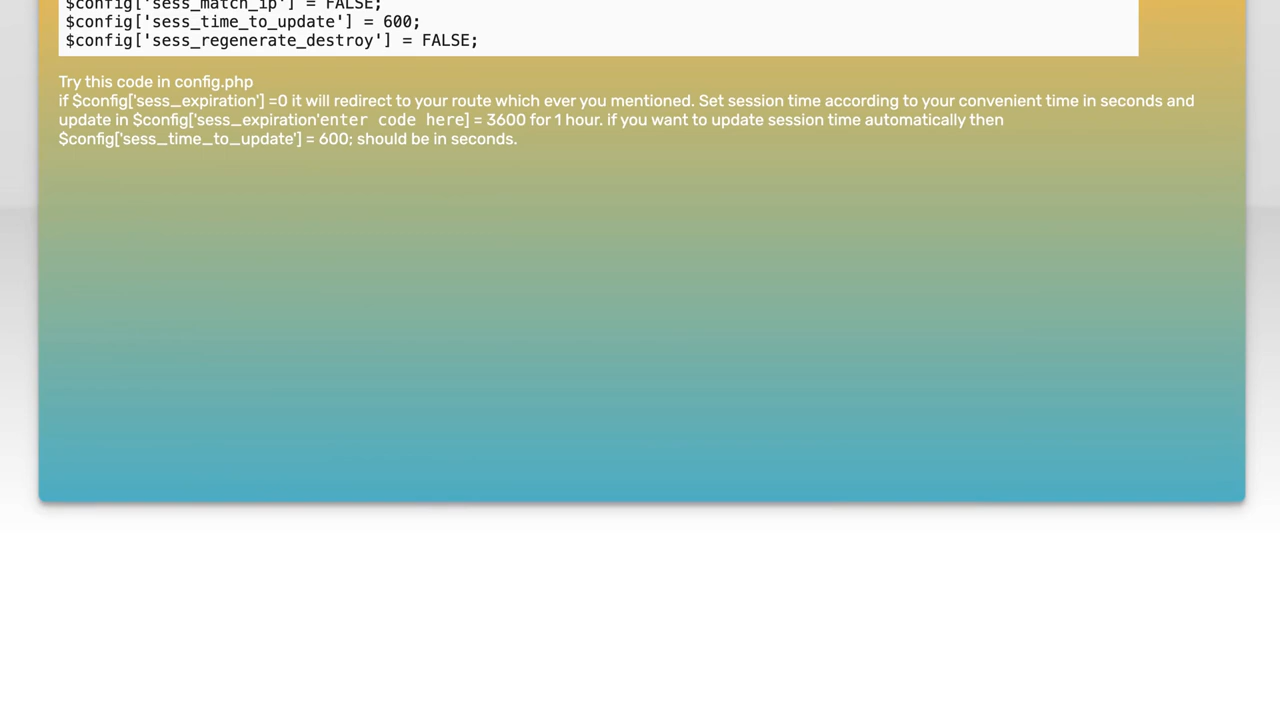 $config['sess_match_ip'] = FALSE;
$config['sess_time_to_update'] = 600;
$config['sess_regenerate_destroy'] = FALSE;
Try this code in config.php
if $config['sess_expiration'] =0 it will redirect to your route which ever you mentioned. Set session time according to your convenient time in seconds and
update in $config['sess_expiration'enter code here] = 3600 for 1 hour. if you want to update session time automatically then
$config['sess_time_to_update'] = 600; should be in seconds.